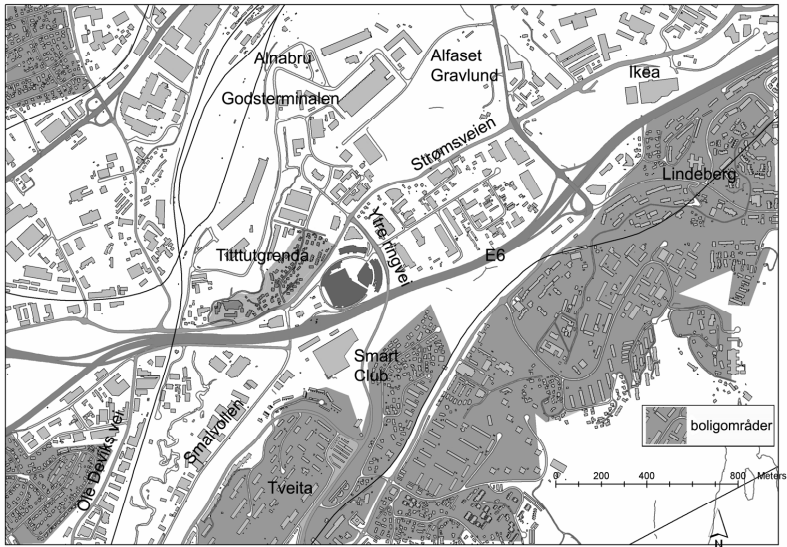 Alnabru
Alfaset
Gravlund
Ikea
Godsterminalen
Strømsveien
Lindeberg
Ytre ringvei
Titttutgrenda
E6
Smart
Club
boligområder
Ole Deviks vei
Smalvollen
Tveita
0 200 400 800 Meters
N